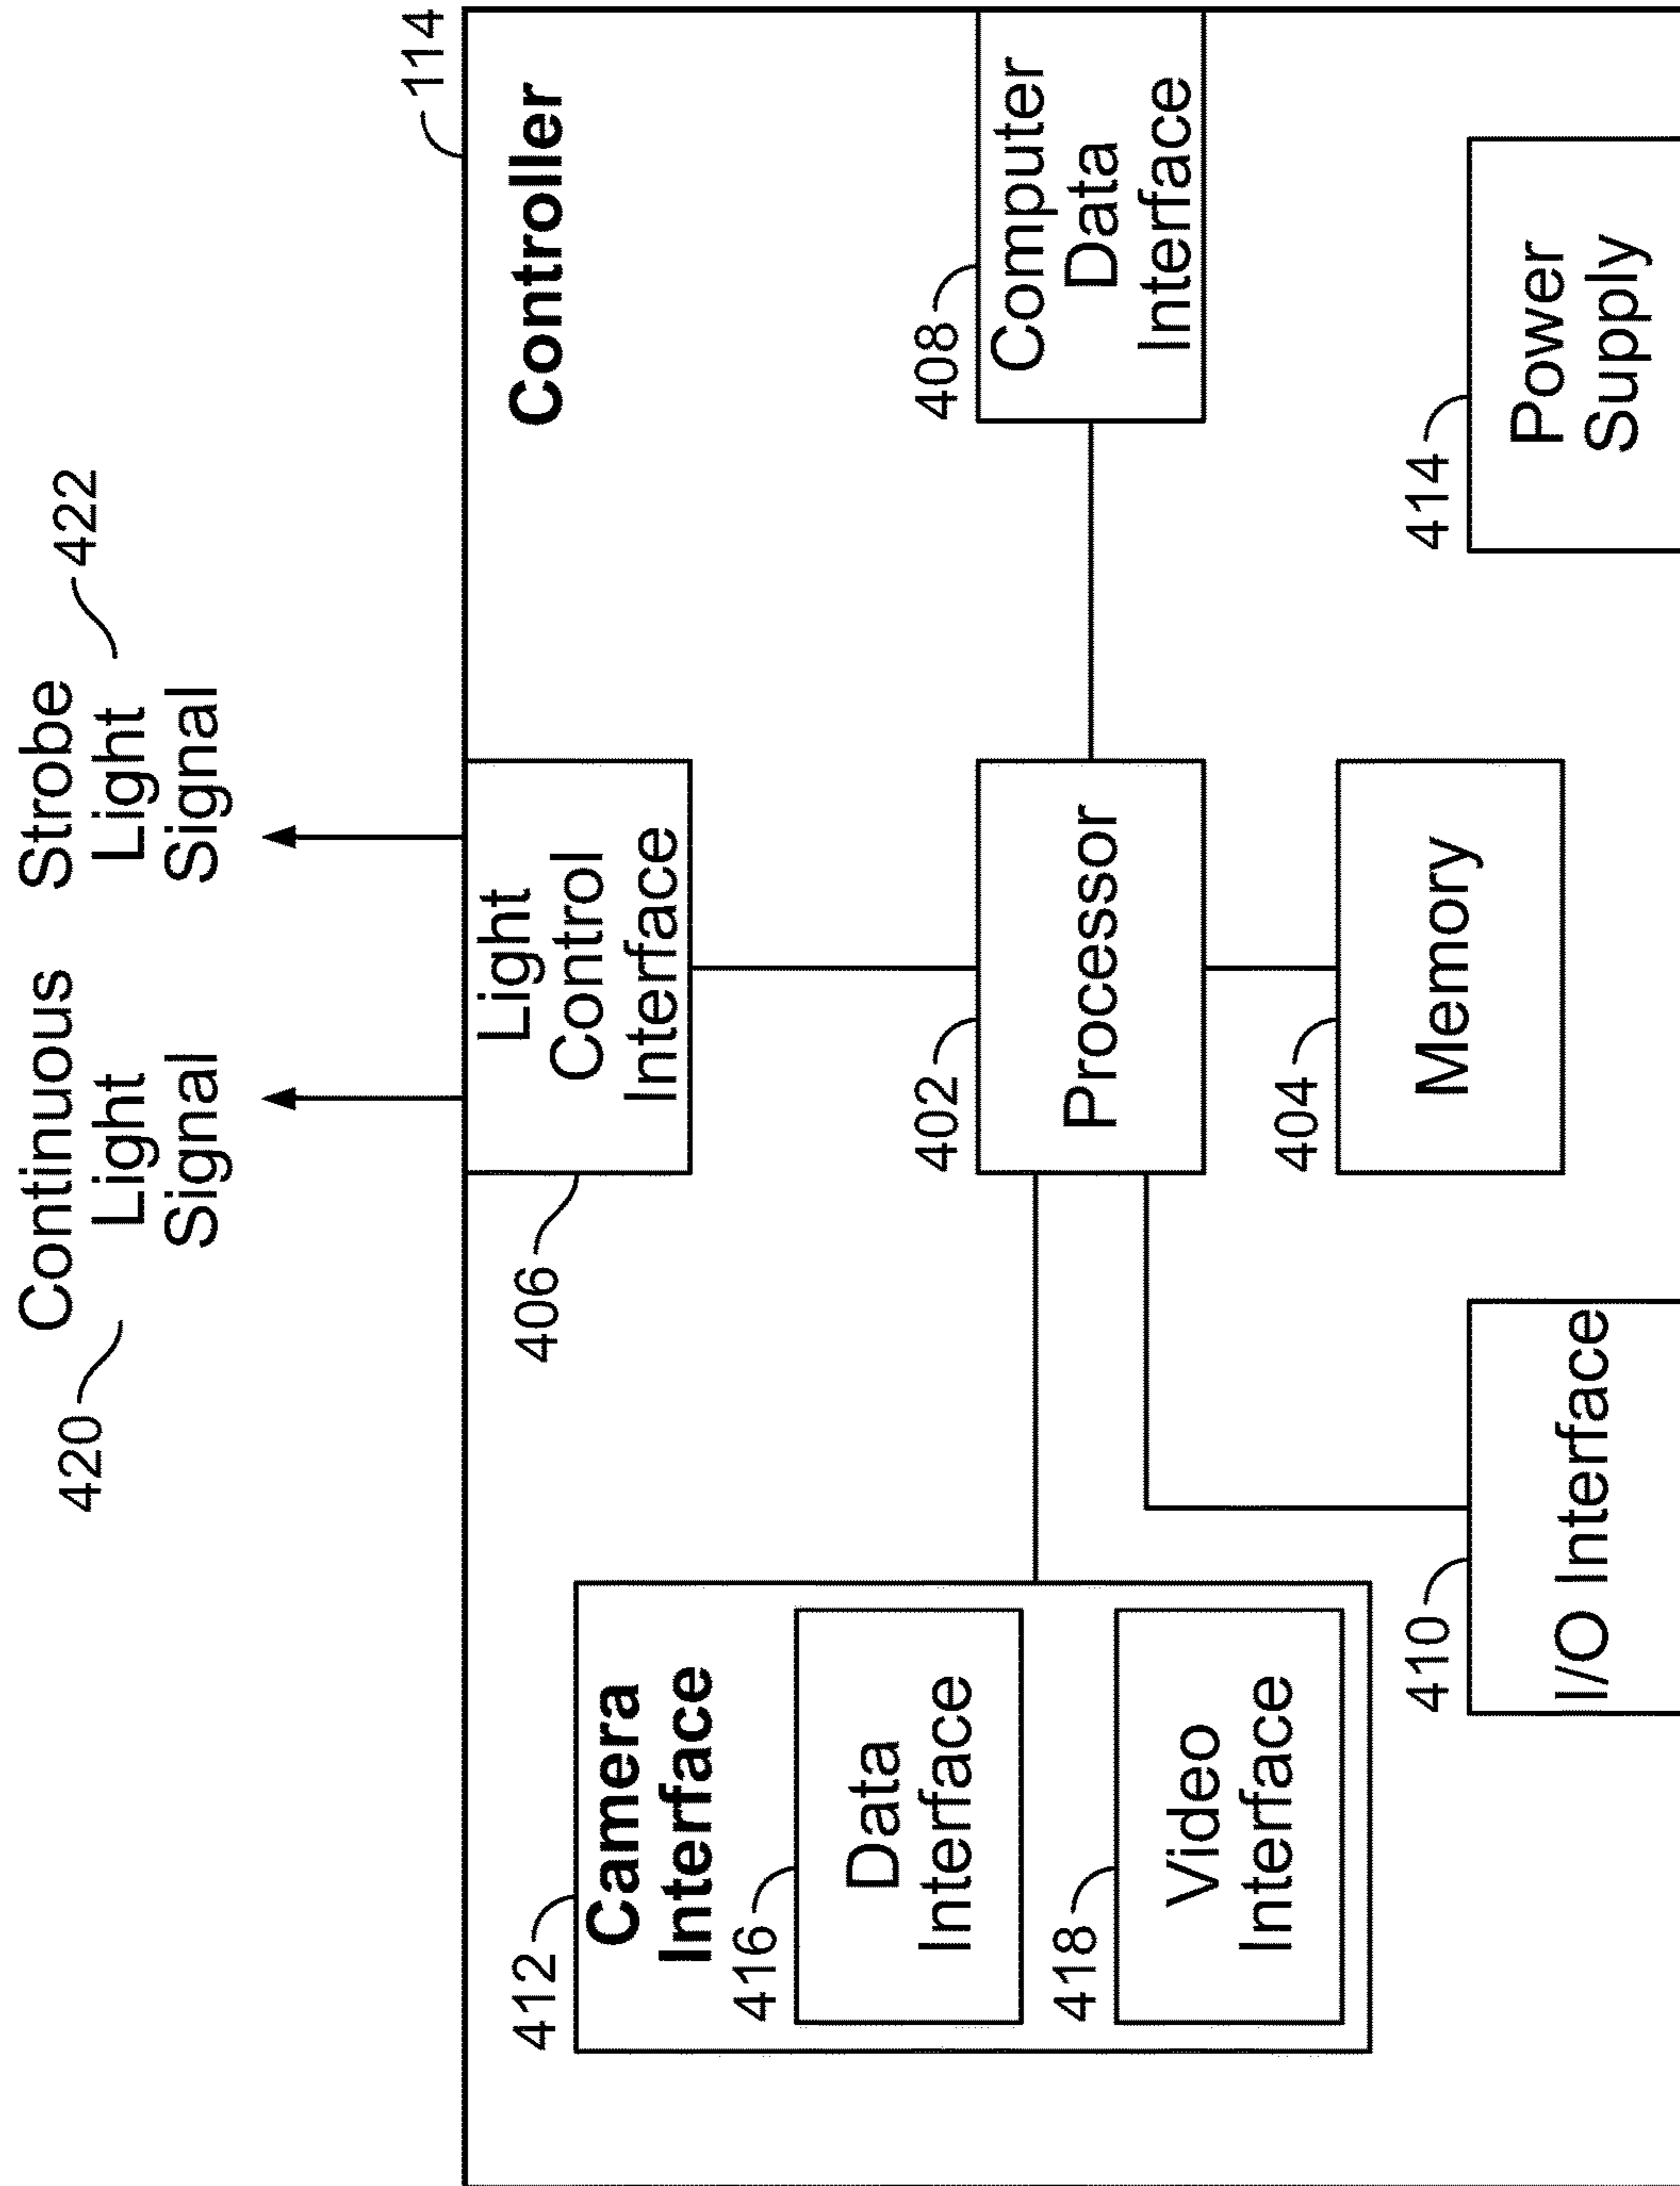 420
Continuous
Light
Signal
Strobe
Light
Signal
422
114
Controller
406
Light
Control
Interface
412
Camera
Interface
416
Data
Interface
418
Video
Interface
402
Processor
408
Computer
Data
Interface
404
Memory
410
I/O Interface
414
Power
Supply